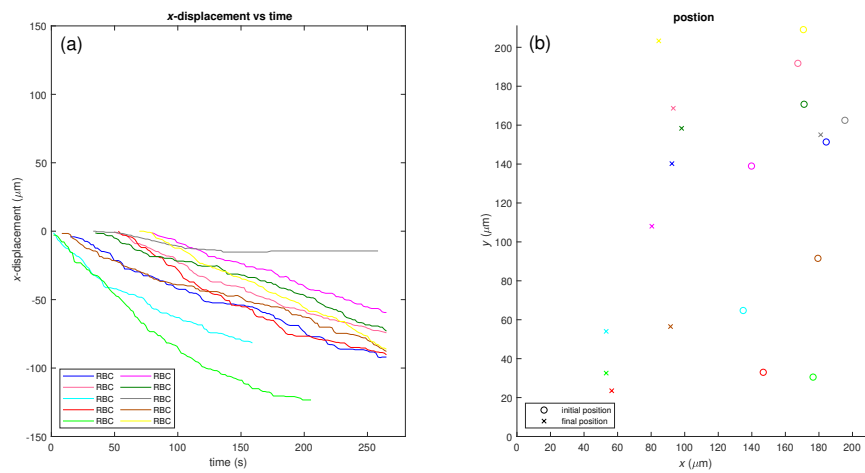 x-displacement vs time
(a)
x-displacement (μm)
150
100
50
0
-50
-100
-150
RBC RBC
RBC RBC
RBC RBC
RBC RBC
RBC RBC
0 50 100 150 200 250
time (s)
postion
(b)
y (μm)
200
180
160
140
120
100
80
60
40
20
0
initial position
final position
0 20 40 60 80 100 120 140 160 180 200
x (μm)